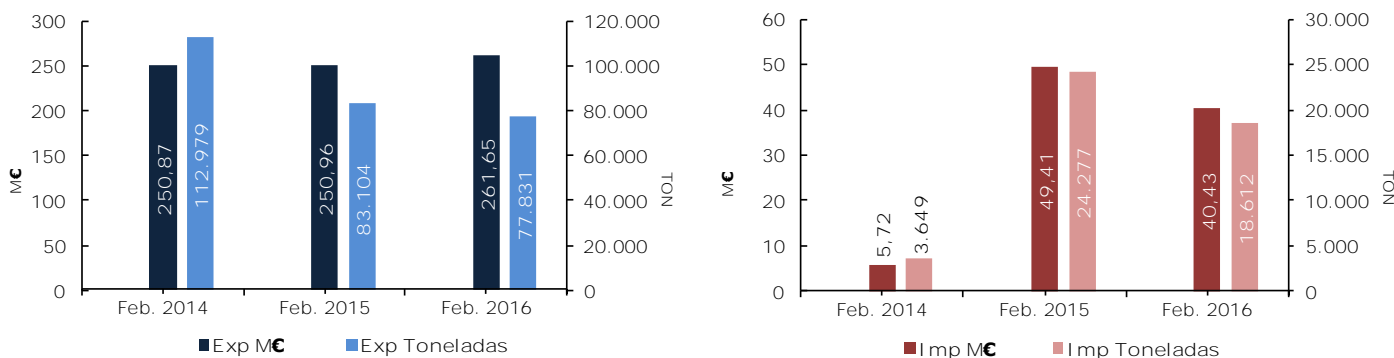 300
250
200
150
100
50
0
M€
250,87
112.979
250,96
83.104
261,65
77.831
120.000
100.000
80.000
60.000
40.000
20.000
0
TON
Feb. 2014
Feb. 2015
Feb. 2016
Exp M€
Exp Toneladas
60
50
40
30
20
10
0
M€
5,72
3.649
49,41
24.277
40,43
18.612
30.000
25.000
20.000
15.000
10.000
5.000
0
TON
Feb. 2014
Feb. 2015
Feb. 2016
Imp M€
Imp Toneladas